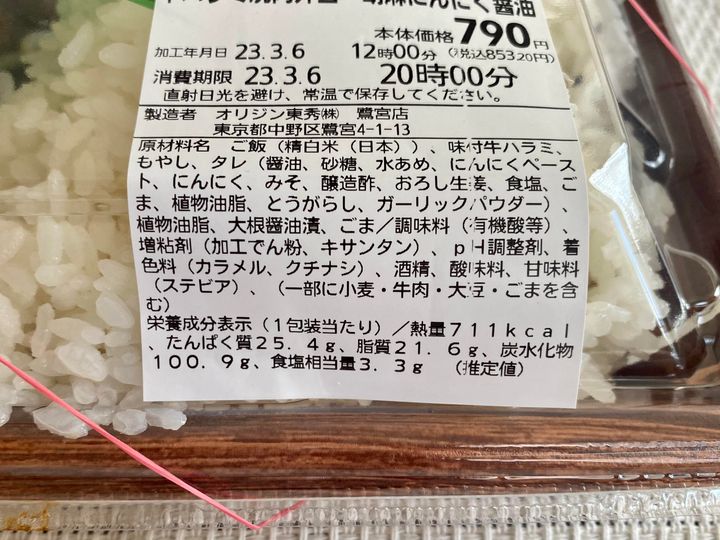 胡麻にんにく醤油
本体価格 790円
加工年月日 23.3.6 12時00分 (税込853.20円)
消費期限 23.3.6 20時00分
直射日光を避け、常温で保存してください。
製造者 オリジン東秀㈱ 鷺宮店
東京都中野区鷺宮4-1-13
原材料名 ご飯（精白米（日本））、味付牛ハラミ、
もやし、タレ（醤油、砂糖、水あめ、にんにくペース
ト、にんにく、みそ、醸造酢、おろし生姜、食塩、ご
ま、植物油脂、とうがらし、ガーリックパウダー）、
植物油脂、大根醤油漬、ごま／調味料（有機酸等）、
増粘剤（加工でん粉、キサンタン）、ｐH調整剤、着
色料（カラメル、クチナシ）、酒精、酸味料、甘味料
（ステビア）、（一部に小麦・牛肉・大豆・ごまを含
む）
栄養成分表示（1包装当たり）／熱量711kcal
、たんぱく質25.4g、脂質21.6g、炭水化物
100.9g、食塩相当量3.3g （推定値）